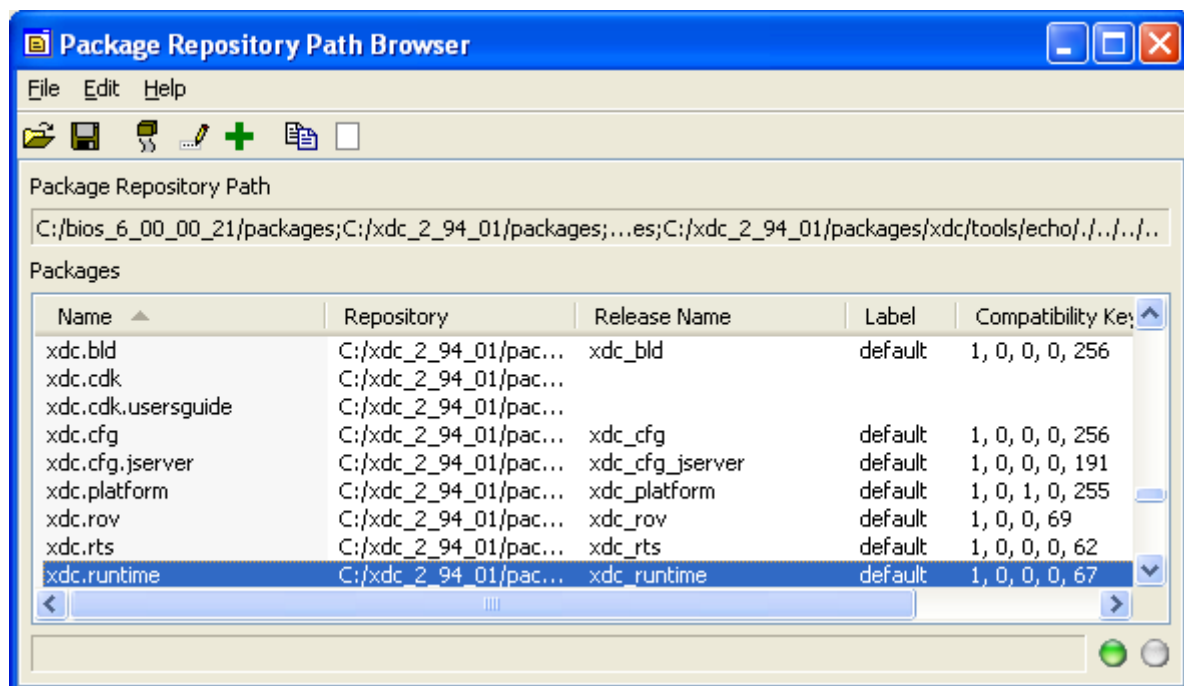 Package Repository Path Browser
File Edit Help
Package Repository Path
C:/bios_6_00_00_21/packages;C:/xdc_2_94_01/packages;...es;C:/xdc_2_94_01/packages/xdc/tools/echo/./../../..
Packages
Name Repository Release Name Label Compatibility Key
xdc.bld C:/xdc_2_94_01/pac... xdc_bld default 1, 0, 0, 0, 256
xdc.cdk C:/xdc_2_94_01/pac...
xdc.cdk.usersguide C:/xdc_2_94_01/pac...
xdc.cfg C:/xdc_2_94_01/pac... xdc_cfg default 1, 0, 0, 0, 256
xdc.cfg.jserver C:/xdc_2_94_01/pac... xdc_cfg_jserver default 1, 0, 0, 0, 191
xdc.platform C:/xdc_2_94_01/pac... xdc_platform default 1, 0, 1, 0, 255
xdc.rov C:/xdc_2_94_01/pac... xdc_rov default 1, 0, 0, 69
xdc.rts C:/xdc_2_94_01/pac... xdc_rts default 1, 0, 0, 0, 62
xdc.runtime C:/xdc_2_94_01/pac... xdc_runtime default 1, 0, 0, 0, 67